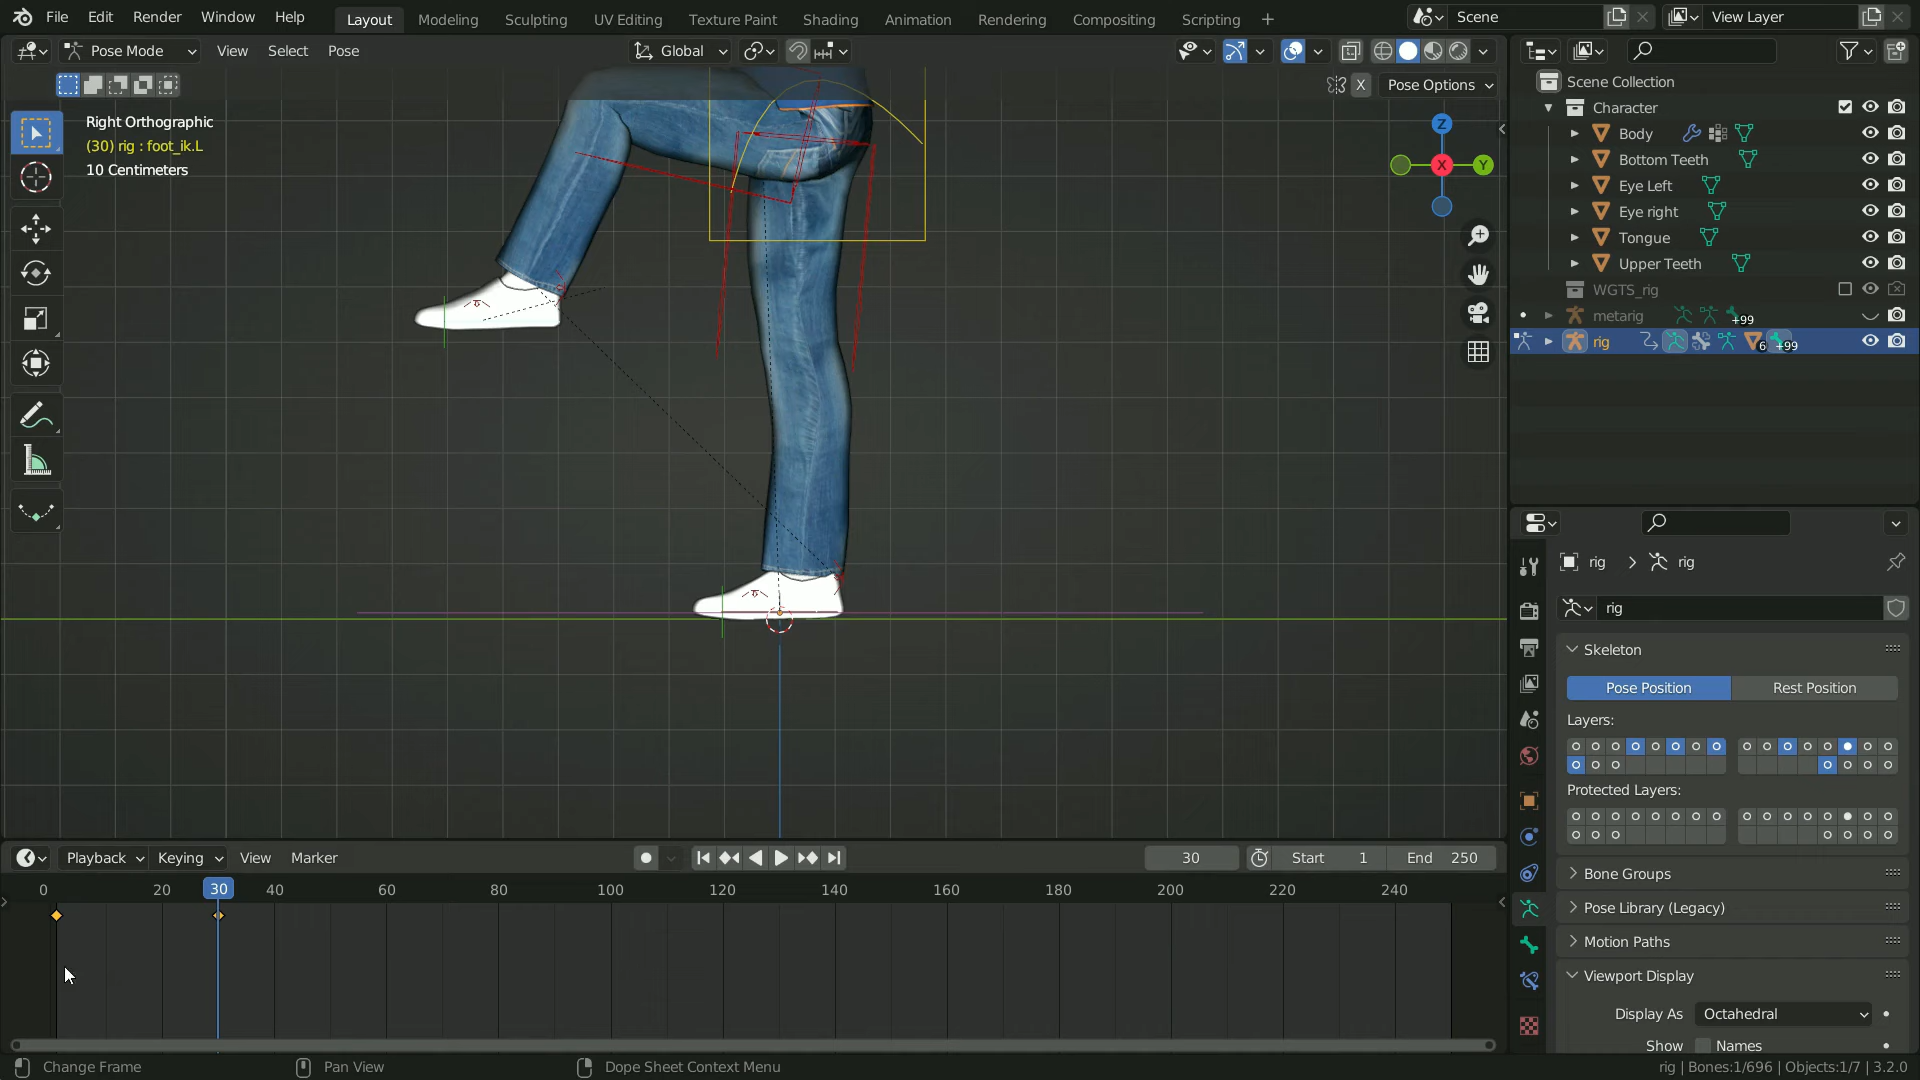 File Edit Render Window Help
Layout Modeling Sculpting UV Editing Texture Paint Shading Animation Rendering Compositing Scripting +
Scene
View Layer
Pose Mode View Select Pose
Global
X Pose Options
Right Orthographic
(30) rig : foot_ik.L
10 Centimeters
Z
X
Y
Scene Collection
Character
Body
Bottom Teeth
Eye Left
Eye right
Tongue
Upper Teeth
WGTS_rig
metarig +99
rig 6 +99
rig > rig
rig
Skeleton
Pose Position Rest Position
Layers:
Protected Layers:
Bone Groups
Pose Library (Legacy)
Motion Paths
Viewport Display
Display As Octahedral
Show Names
Playback Keying View Marker
30 Start 1 End 250
0 20 30 40 60 80 100 120 140 160 180 200 220 240
Change Frame Pan View Dope Sheet Context Menu
rig | Bones:1/696 | Objects:1/7 | 3.2.0